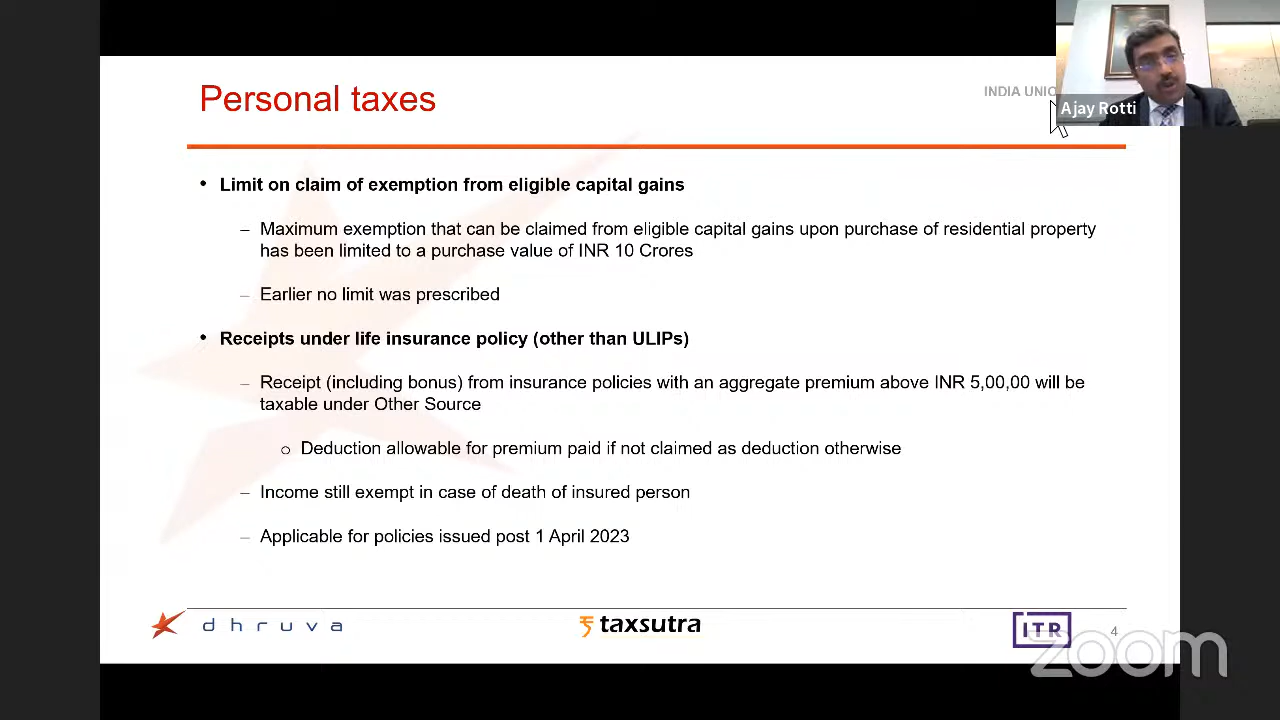 Personal taxes
INDIA UNIO
Ajay Rotti
• Limit on claim of exemption from eligible capital gains
– Maximum exemption that can be claimed from eligible capital gains upon purchase of residential property
has been limited to a purchase value of INR 10 Crores
– Earlier no limit was prescribed
• Receipts under life insurance policy (other than ULIPs)
– Receipt (including bonus) from insurance policies with an aggregate premium above INR 5,00,00 will be
taxable under Other Source
o Deduction allowable for premium paid if not claimed as deduction otherwise
– Income still exempt in case of death of insured person
– Applicable for policies issued post 1 April 2023
dhruva
taxsutra
ITR
4
zoom